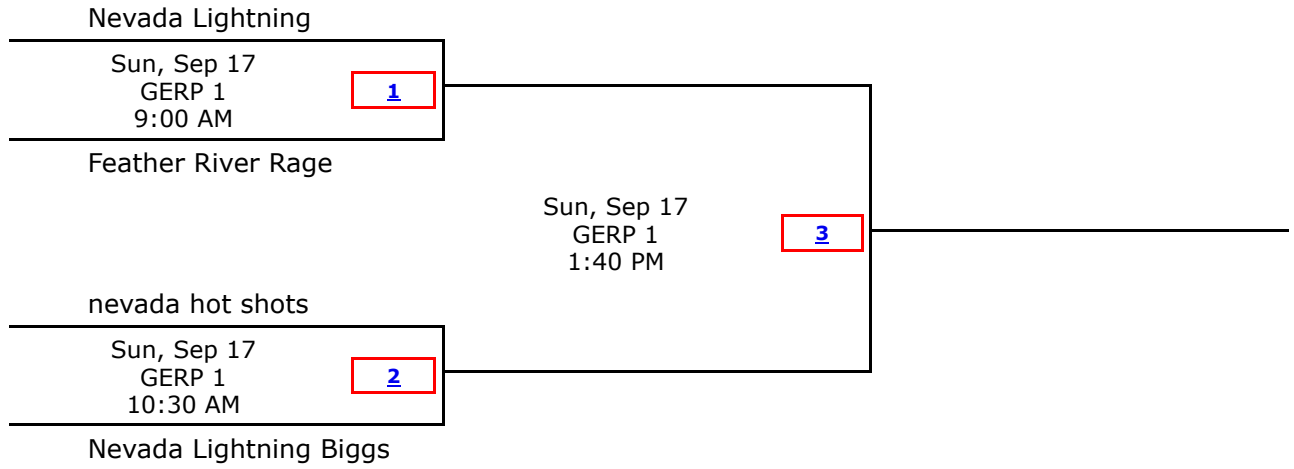 Nevada Lightning
Sun, Sep 17
GERP 1
9:00 AM
1
Feather River Rage
Sun, Sep 17
GERP 1
1:40 PM
3
nevada hot shots
Sun, Sep 17
GERP 1
10:30 AM
2
Nevada Lightning Biggs